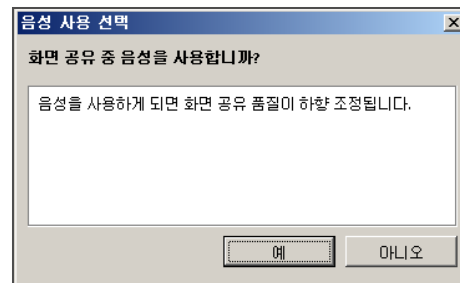 음성 사용 선택
화면 공유 중 음성을 사용합니까?
음성을 사용하게 되면 화면 공유 품질이 하향 조정됩니다.
예
아니오